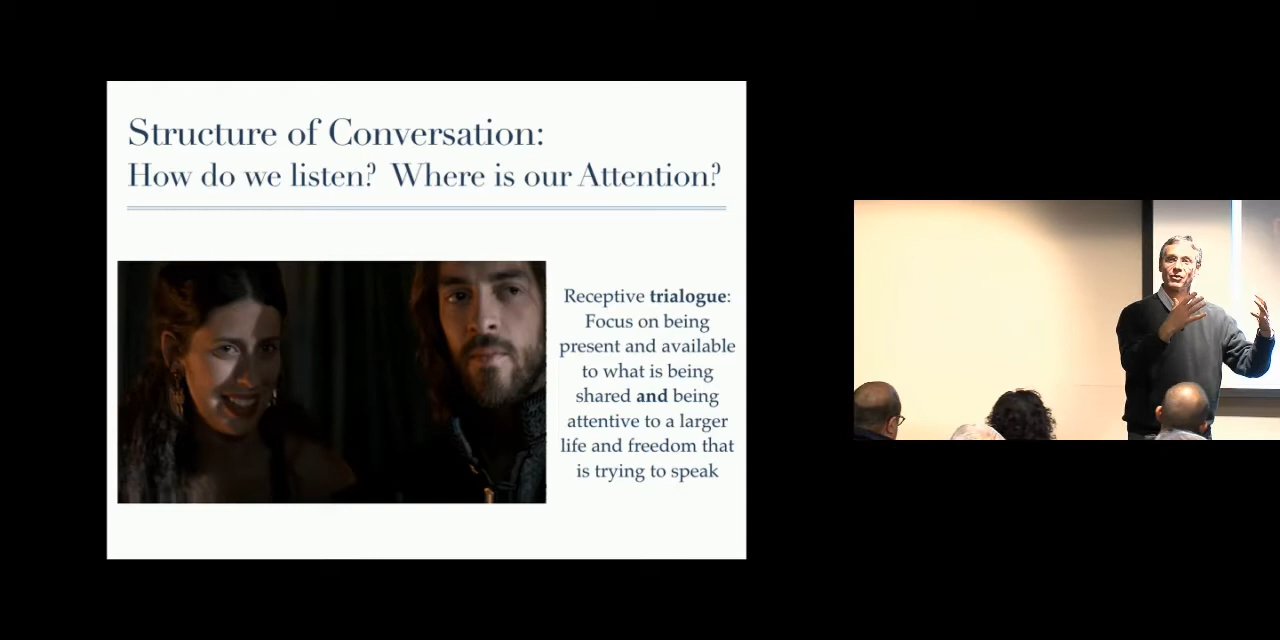 Structure of Conversation:
How do we listen? Where is our Attention?
Receptive trialogue:
Focus on being
present and available
to what is being
shared and being
attentive to a larger
life and freedom that
is trying to speak